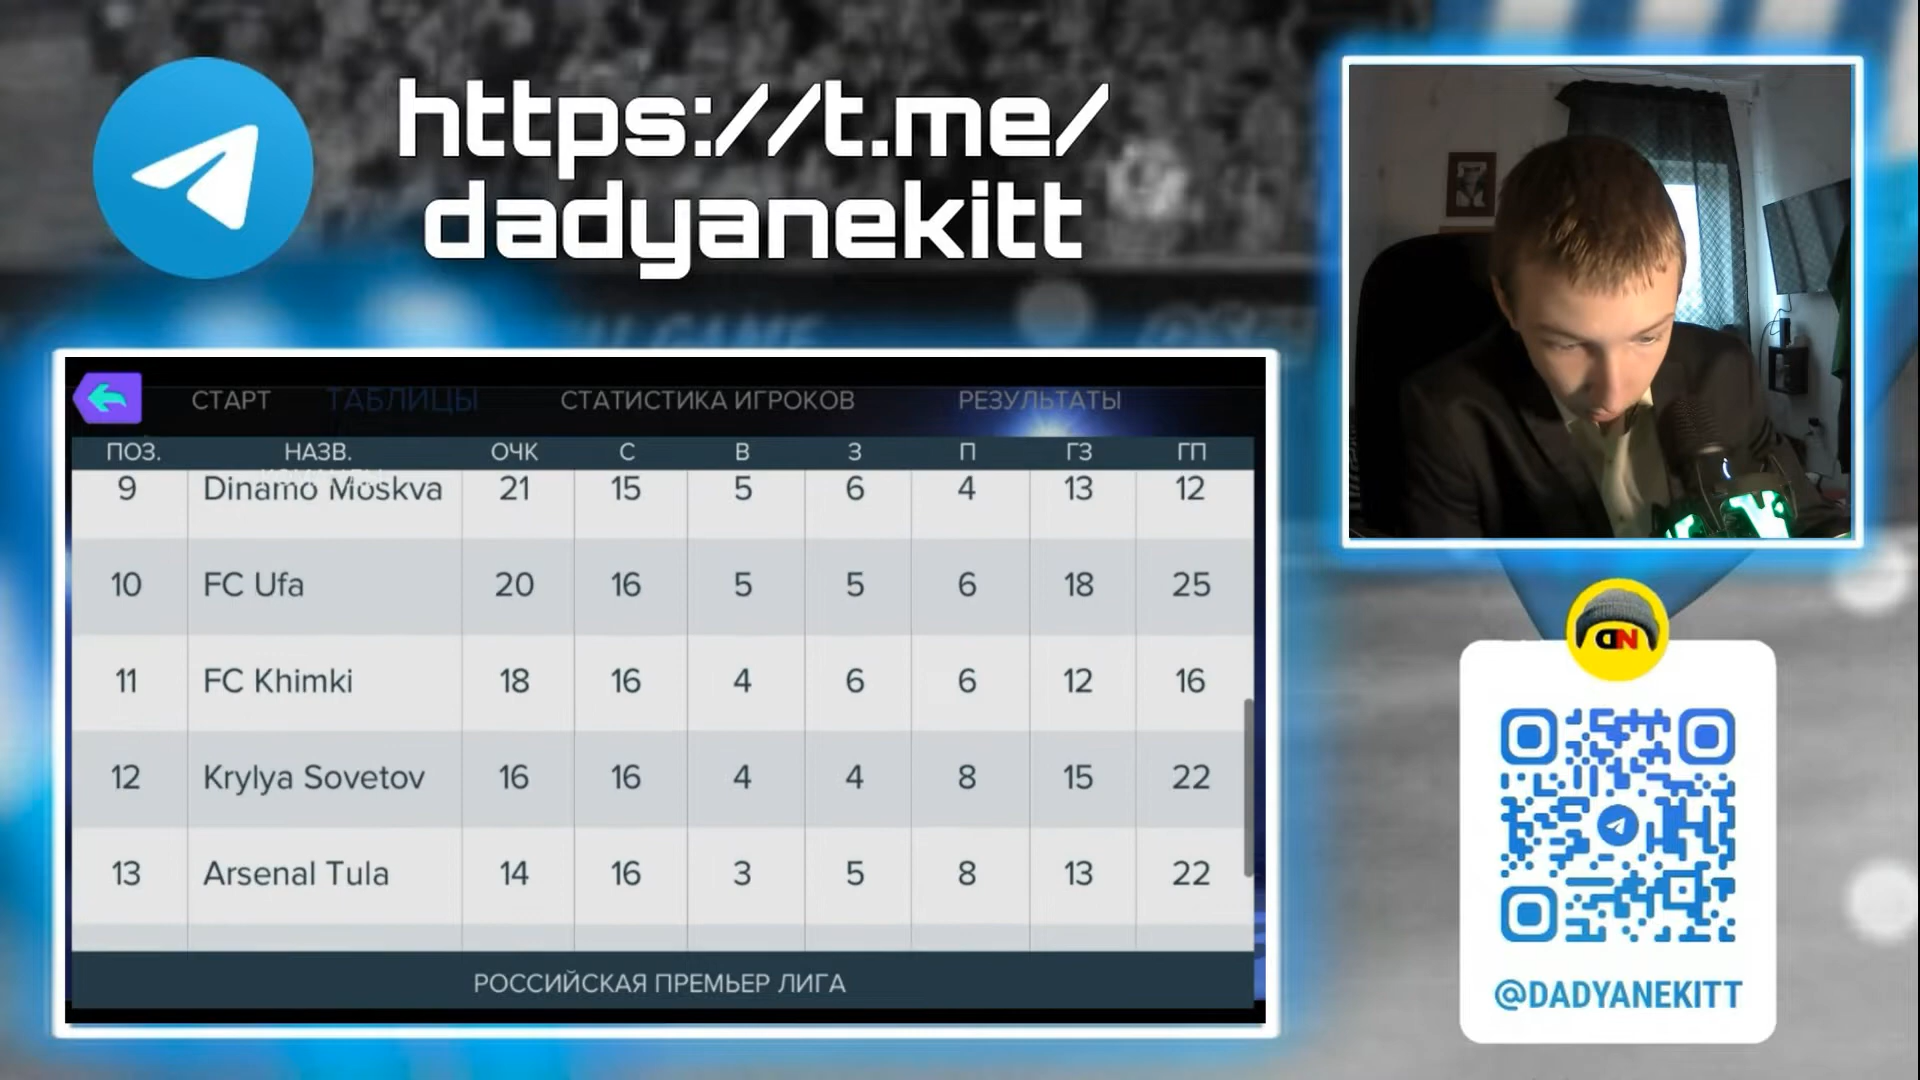 https://t.me/
dadyanekitt
СТАРТ ТАБЛИЦЫ СТАТИСТИКА ИГРОКОВ РЕЗУЛЬТАТЫ
ПОЗ. НАЗВ. ОЧК С В З П ГЗ ГП
9 Dinamo Moskva 21 15 5 6 4 13 12
10 FC Ufa 20 16 5 5 6 18 25
11 FC Khimki 18 16 4 6 6 12 16
12 Krylya Sovetov 16 16 4 4 8 15 22
13 Arsenal Tula 14 16 3 5 8 13 22
РОССИЙСКАЯ ПРЕМЬЕР ЛИГА
DN
@DADYANEKITT